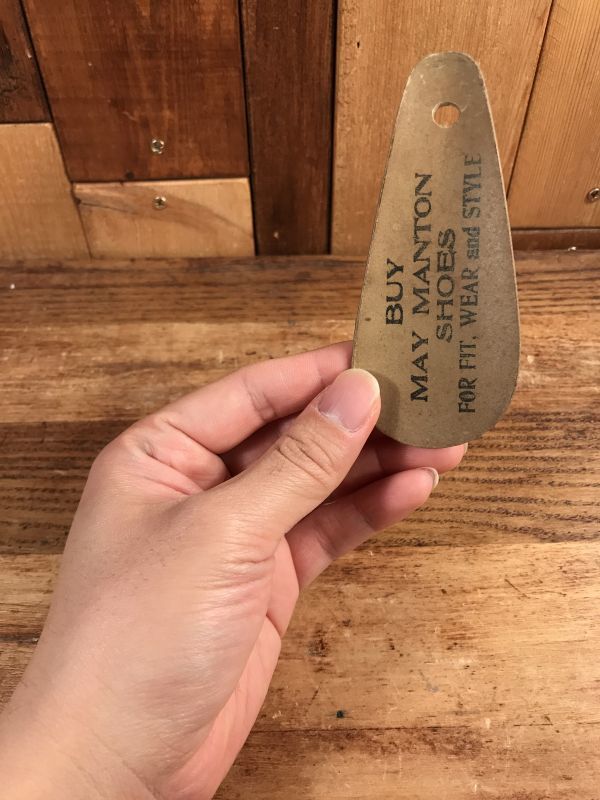 BUY
MAY MANTON
SHOES
FOR FIT, WEAR and STYLE